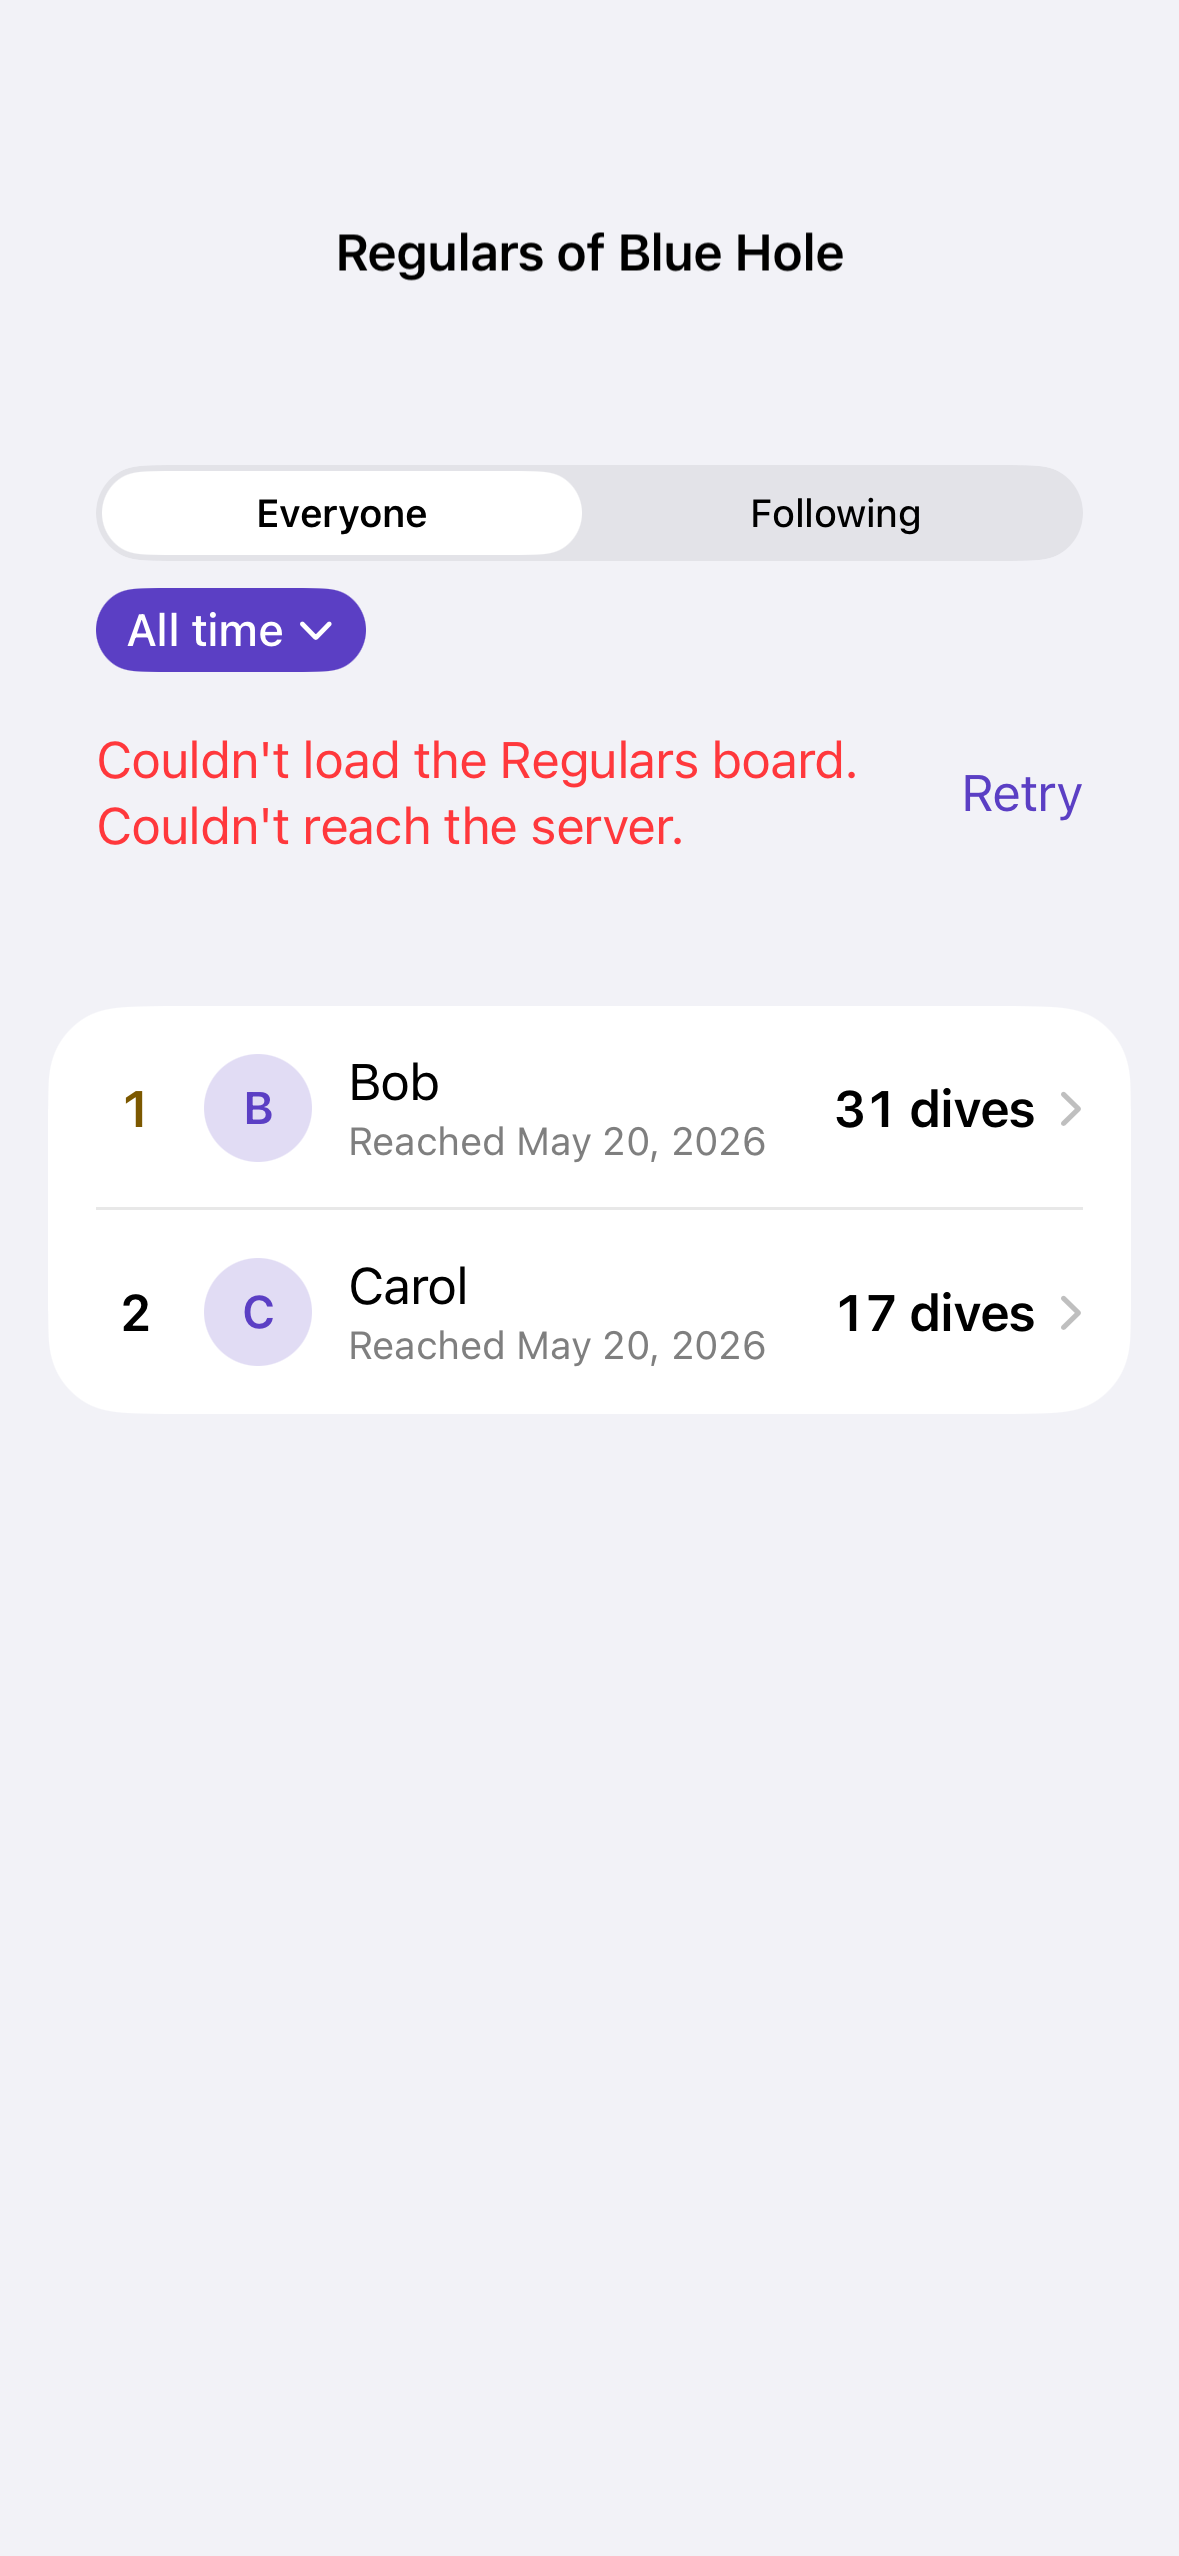 Regulars of Blue Hole
Everyone
Following
All time
Couldn't load the Regulars board.
Couldn't reach the server.
Retry
1
B
Bob
Reached May 20, 2026
31 dives
2
C
Carol
Reached May 20, 2026
17 dives